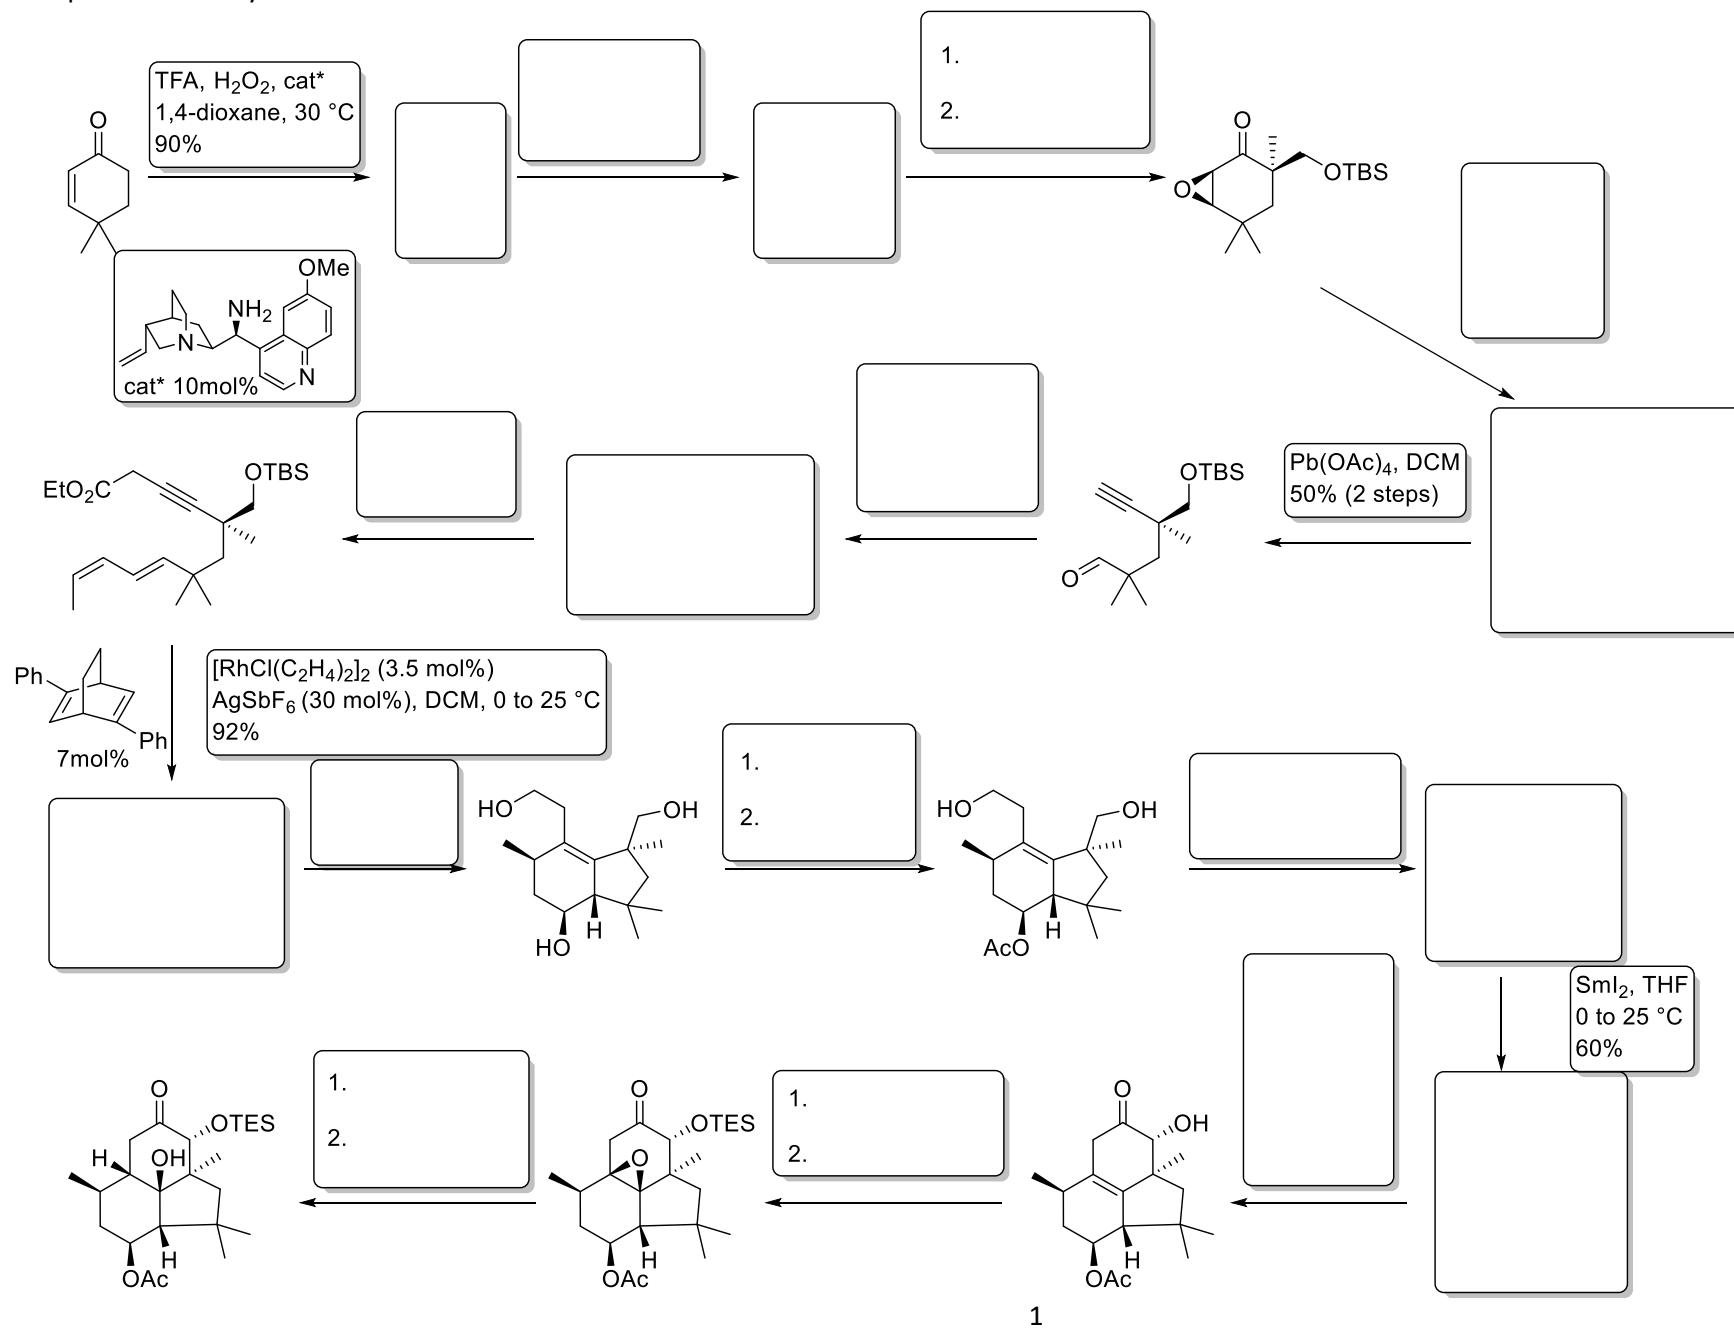 O
TFA, H2O2, cat*
1,4-dioxane, 30 °C
90%
1.
2.
O
O
OTBS
OMe
NH2
N
N
cat* 10mol%
EtO2C
OTBS
OTBS
O
Pb(OAc)4, DCM
50% (2 steps)
Ph
Ph
7mol%
[RhCl(C2H4)2]2 (3.5 mol%)
AgSbF6 (30 mol%), DCM, 0 to 25 °C
92%
HO
OH
H
HO
1.
2.
HO
OH
H
AcO
SmI2, THF
0 to 25 °C
60%
O
OH
H
OAc
1.
2.
O
OTES
O
H
OAc
1.
2.
O
OTES
H
OH
H
OAc
1